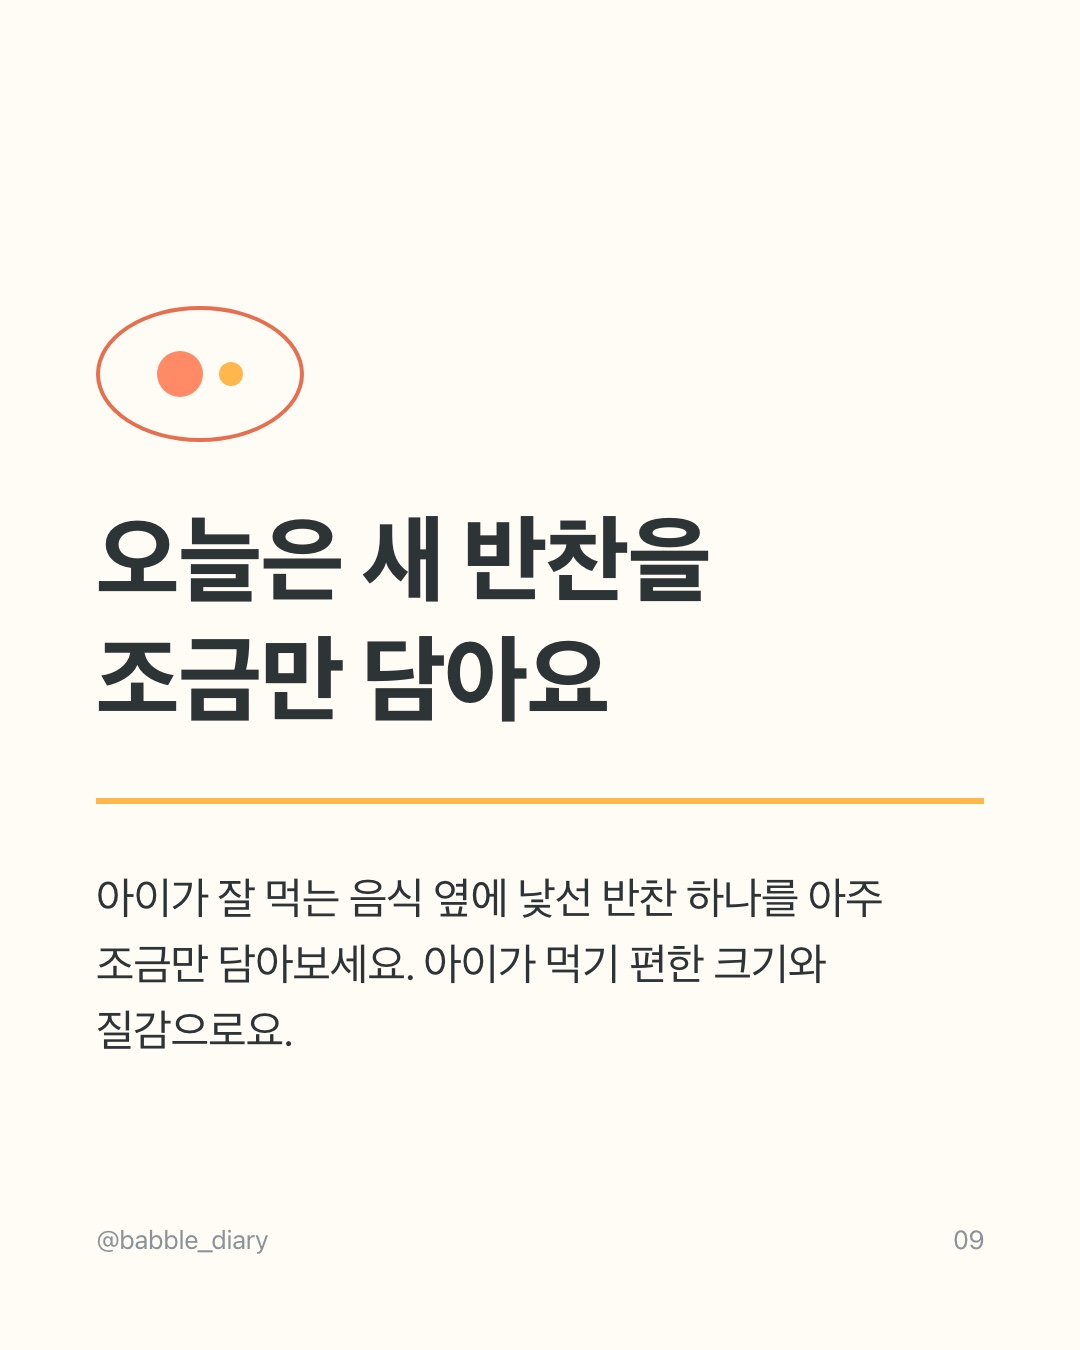 오늘은 새 반찬을
조금만 담아요
아이가 잘 먹는 음식 옆에 낯선 반찬 하나를 아주
조금만 담아보세요. 아이가 먹기 편한 크기와
질감으로요.
@babble_diary
09